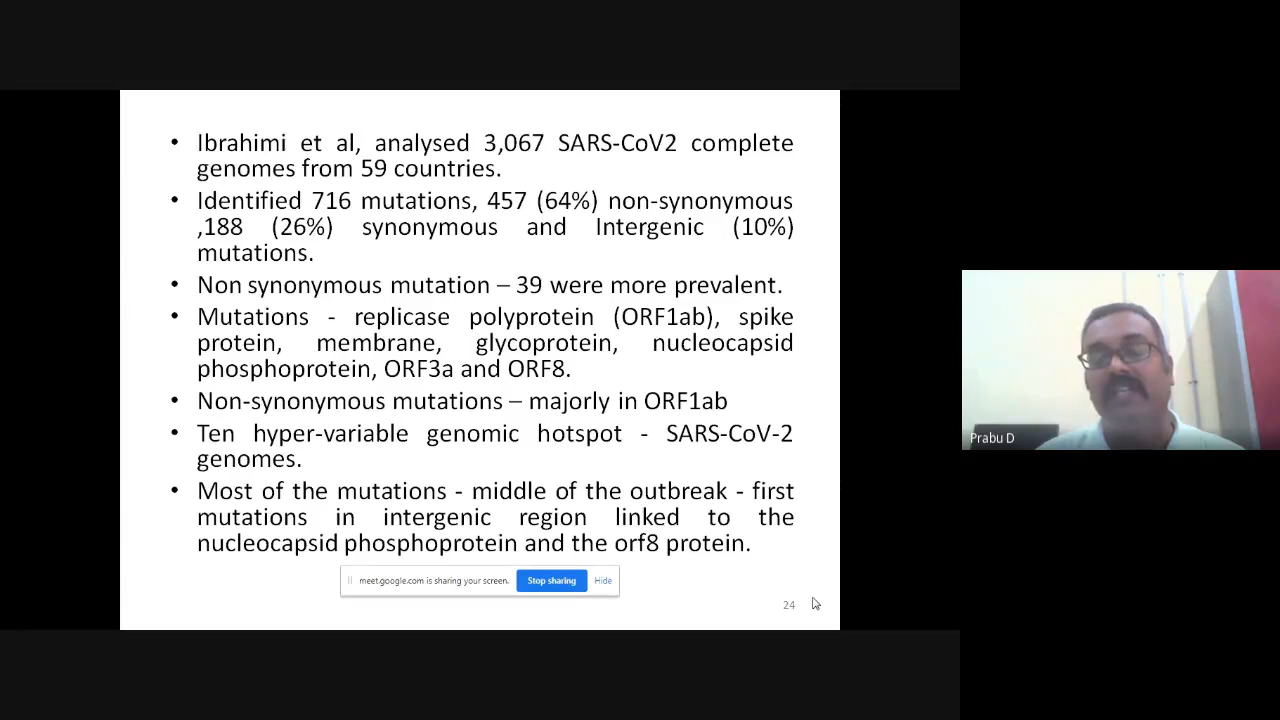 • Ibrahimi et al, analysed 3,067 SARS-CoV2 complete
genomes from 59 countries.
• Identified 716 mutations, 457 (64%) non-synonymous
,188 (26%) synonymous and Intergenic (10%)
mutations.
• Non synonymous mutation – 39 were more prevalent.
• Mutations - replicase polyprotein (ORF1ab), spike
protein, membrane, glycoprotein, nucleocapsid
phosphoprotein, ORF3a and ORF8.
• Non-synonymous mutations – majorly in ORF1ab
• Ten hyper-variable genomic hotspot - SARS-CoV-2
genomes.
• Most of the mutations - middle of the outbreak - first
mutations in intergenic region linked to the
nucleocapsid phosphoprotein and the orf8 protein.
meet.google.com is sharing your screen. Stop sharing Hide
24
Prabu D